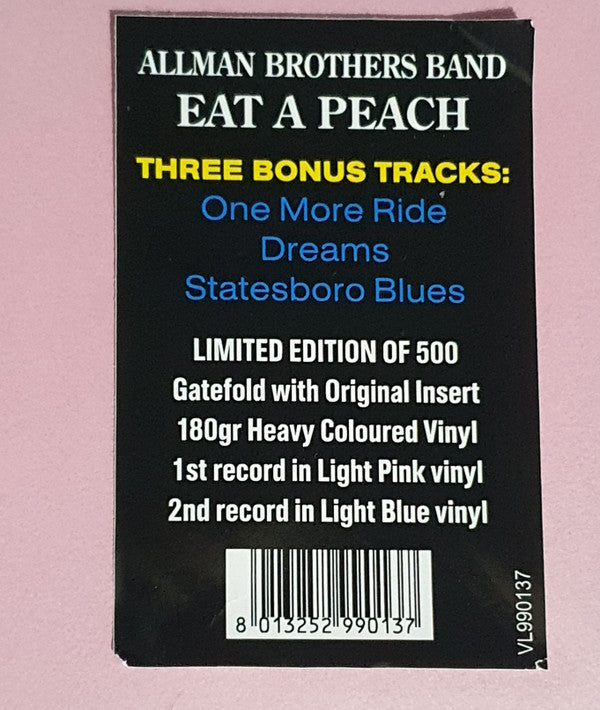 ALLMAN BROTHERS BAND
EAT A PEACH
THREE BONUS TRACKS:
One More Ride
Dreams
Statesboro Blues
LIMITED EDITION OF 500
Gatefold with Original Insert
180gr Heavy Coloured Vinyl
1st record in Light Pink vinyl
2nd record in Light Blue vinyl
8 013252 990137
VL990137